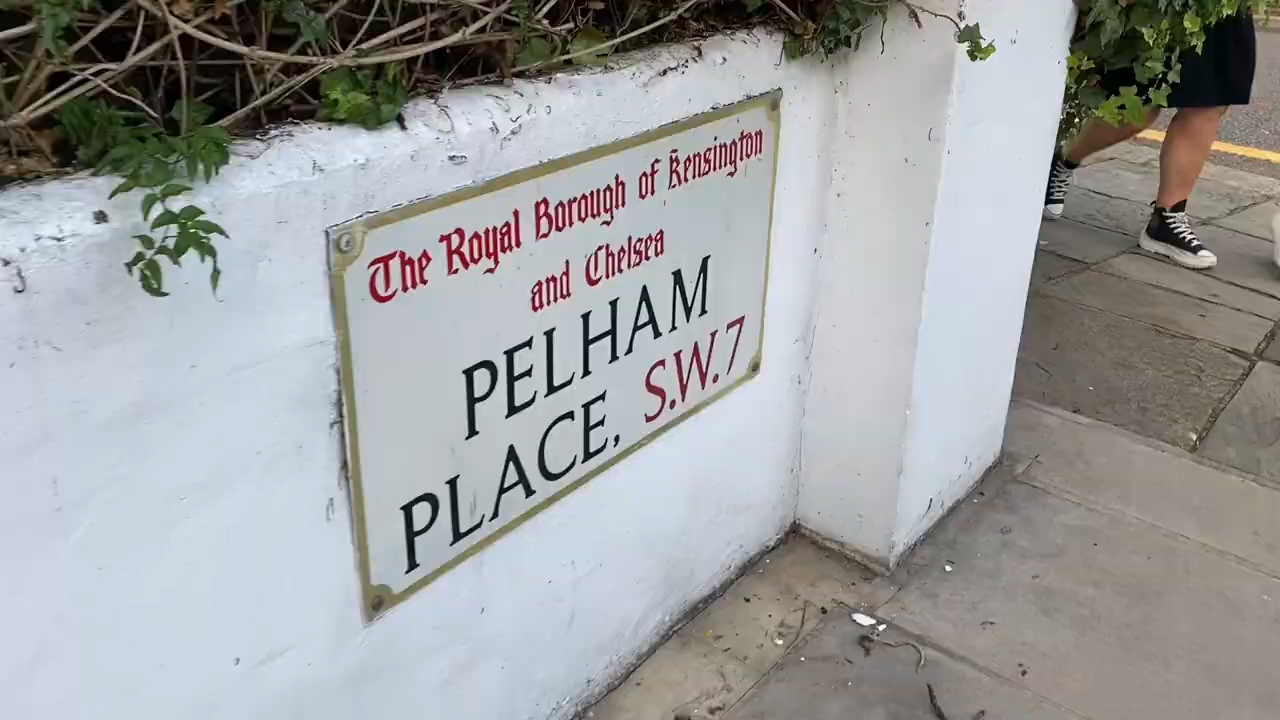 The Royal Borough of Kensington
and Chelsea
PELHAM
PLACE, S.W.7